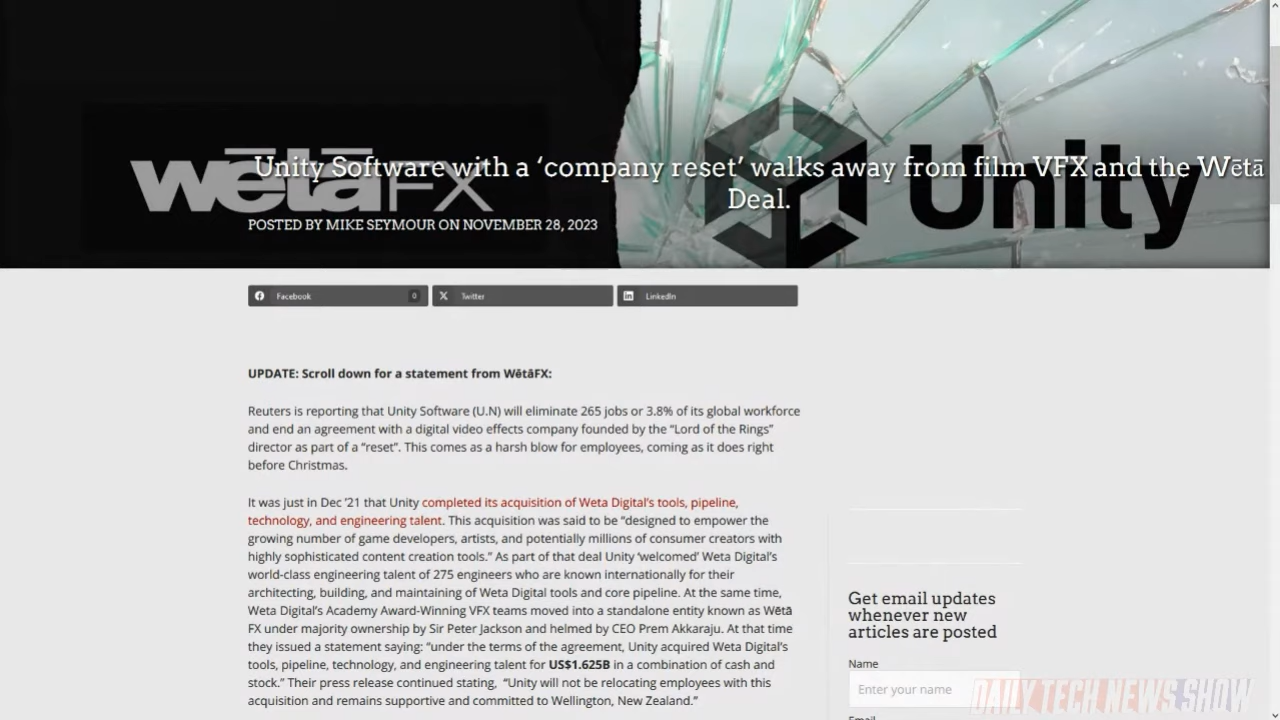 wētā FX
Unity
Unity Software with a ‘company reset’ walks away from film VFX and the Wētā
Deal.
POSTED BY MIKE SEYMOUR ON NOVEMBER 28, 2023
Facebook 0 Twitter LinkedIn
UPDATE: Scroll down for a statement from WētāFX:
Reuters is reporting that Unity Software (U.N) will eliminate 265 jobs or 3.8% of its global workforce
and end an agreement with a digital video effects company founded by the “Lord of the Rings”
director as part of a “reset”. This comes as a harsh blow for employees, coming as it does right
before Christmas.
It was just in Dec ’21 that Unity completed its acquisition of Weta Digital’s tools, pipeline,
technology, and engineering talent. This acquisition was said to be “designed to empower the
growing number of game developers, artists, and potentially millions of consumer creators with
highly sophisticated content creation tools.” As part of that deal Unity ‘welcomed’ Weta Digital’s
world-class engineering talent of 275 engineers who are known internationally for their
architecting, building, and maintaining of Weta Digital tools and core pipeline. At the same time,
Weta Digital’s Academy Award-Winning VFX teams moved into a standalone entity known as Wētā
FX under majority ownership by Sir Peter Jackson and helmed by CEO Prem Akkaraju. At that time
they issued a statement saying: “under the terms of the agreement, Unity acquired Weta Digital’s
tools, pipeline, technology, and engineering talent for US$1.625B in a combination of cash and
stock.” Their press release continued stating,  “Unity will not be relocating employees with this
acquisition and remains supportive and committed to Wellington, New Zealand.”
Get email updates
whenever new
articles are posted
Name
Enter your name
Email
DAILY TECH NEWS SHOW